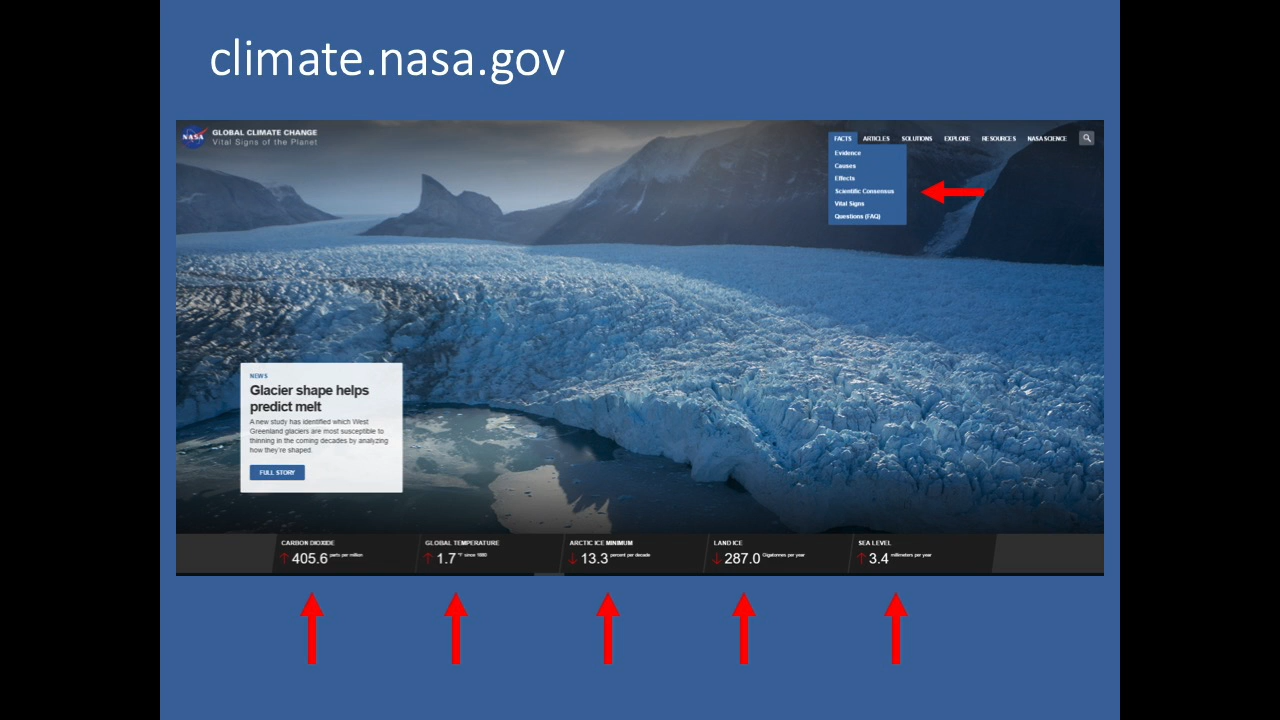 climate.nasa.gov
NASA
GLOBAL CLIMATE CHANGE
Vital Signs of the Planet
FACTS ARTICLES SOLUTIONS EXPLORE RESOURCES NASA SCIENCE
Evidence
Causes
Effects
Scientific Consensus
Vital Signs
Questions (FAQ)
NEWS
Glacier shape helps
predict melt
A new study has identified which West
Greenland glaciers are most susceptible to
thinning in the coming decades by analyzing
how they're shaped.
FULL STORY
CARBON DIOXIDE
↑ 405.6 parts per million
GLOBAL TEMPERATURE
↑ 1.7 °F since 1880
ARCTIC ICE MINIMUM
↓ 13.3 percent per decade
LAND ICE
↓ 287.0 Gigatonnes per year
SEA LEVEL
↑ 3.4 millimeters per year